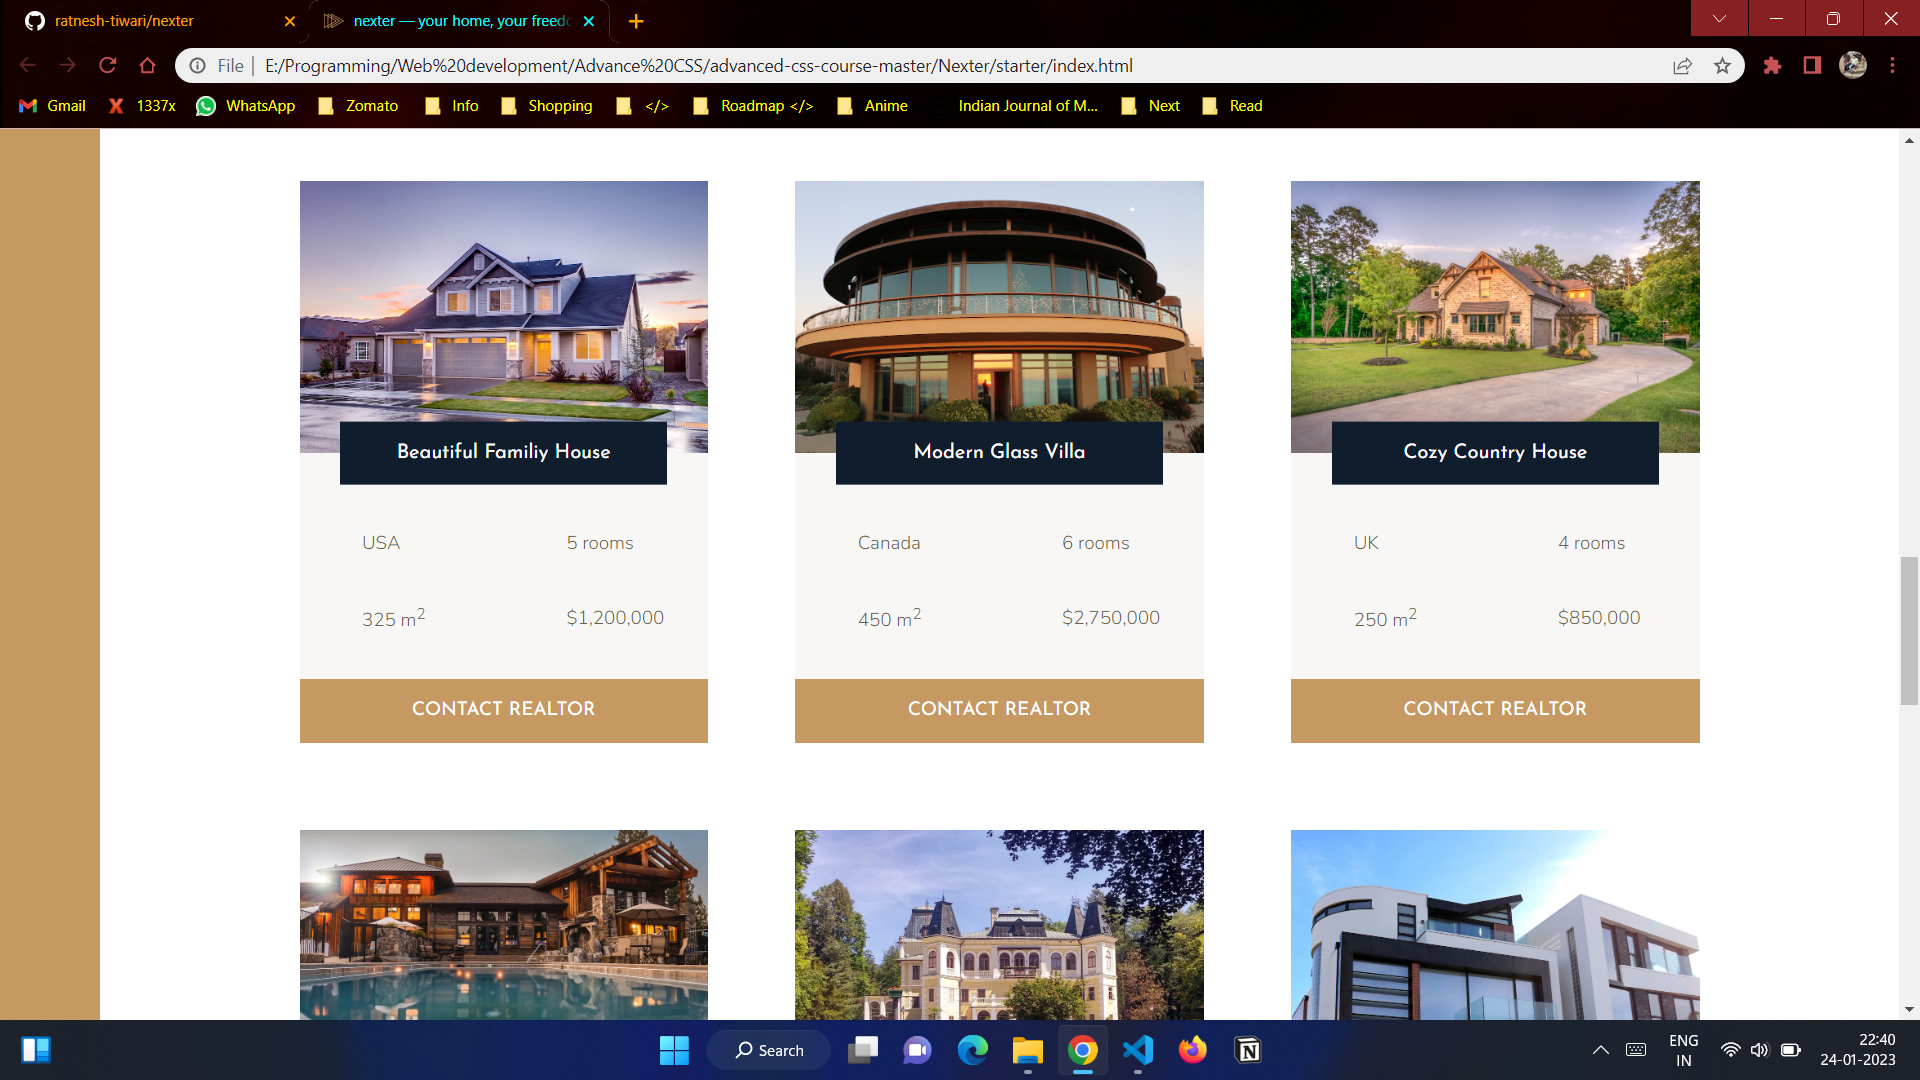 ratnesh-tiwari/nexter
nexter — your home, your freedo
File | E:/Programming/Web%20development/Advance%20CSS/advanced-css-course-master/Nexter/starter/index.html
Gmail 1337x WhatsApp Zomato Info Shopping </> Roadmap </> Anime Indian Journal of M... Next Read
Beautiful Familiy House
USA 5 rooms
325 m² $1,200,000
CONTACT REALTOR
Modern Glass Villa
Canada 6 rooms
450 m² $2,750,000
CONTACT REALTOR
Cozy Country House
UK 4 rooms
250 m² $850,000
CONTACT REALTOR
Search
ENG
IN
22:40
24-01-2023